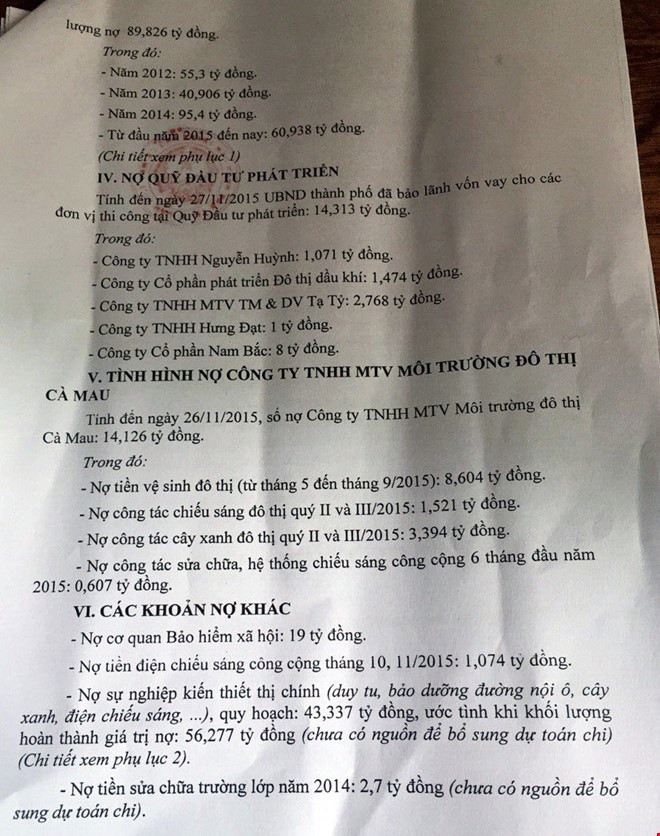 lượng nợ 89,826 tỷ đồng.
Trong đó:
- Năm 2012: 55,3 tỷ đồng.
- Năm 2013: 40,906 tỷ đồng.
- Năm 2014: 95,4 tỷ đồng.
- Từ đầu năm 2015 đến nay: 60,938 tỷ đồng.
(Chi tiết xem phụ lục 1)
IV. NỢ QUỸ ĐẦU TƯ PHÁT TRIỂN
Tính đến ngày 27/11/2015 UBND thành phố đã bảo lãnh vốn vay cho các
đơn vị thi công tại Quỹ Đầu tư phát triển: 14,313 tỷ đồng.
Trong đó:
- Công ty TNHH Nguyễn Huỳnh: 1,071 tỷ đồng.
- Công ty Cổ phần phát triển Đô thị dầu khí: 1,474 tỷ đồng.
- Công ty TNHH MTV TM & DV Tạ Tỷ: 2,768 tỷ đồng.
- Công ty TNHH Hưng Đạt: 1 tỷ đồng.
- Công ty Cổ phần Nam Bắc: 8 tỷ đồng.
V. TÌNH HÌNH NỢ CÔNG TY TNHH MTV MÔI TRƯỜNG ĐÔ THỊ
CÀ MAU
Tính đến ngày 26/11/2015, số nợ Công ty TNHH MTV Môi trường đô thị
Cà Mau: 14,126 tỷ đồng.
Trong đó:
- Nợ tiền vệ sinh đô thị (từ tháng 5 đến tháng 9/2015): 8,604 tỷ đồng.
- Nợ công tác chiếu sáng đô thị quý II và III/2015: 1,521 tỷ đồng.
- Nợ công tác cây xanh đô thị quý II và III/2015: 3,394 tỷ đồng.
- Nợ công tác sửa chữa, hệ thống chiếu sáng công cộng 6 tháng đầu năm
2015: 0,607 tỷ đồng.
VI. CÁC KHOẢN NỢ KHÁC
- Nợ cơ quan Bảo hiểm xã hội: 19 tỷ đồng.
- Nợ tiền điện chiếu sáng công cộng tháng 10, 11/2015: 1,074 tỷ đồng.
- Nợ sự nghiệp kiến thiết thị chính (duy tu, bảo dưỡng đường nội ô, cây
xanh, điện chiếu sáng, ...), quy hoạch: 43,337 tỷ đồng, ước tình khi khối lượng
hoàn thành giá trị nợ: 56,277 tỷ đồng (chưa có nguồn để bổ sung dự toán chi)
(Chi tiết xem phụ lục 2).
- Nợ tiền sửa chữa trường lớp năm 2014: 2,7 tỷ đồng (chưa có nguồn để bổ
sung dự toán chi).